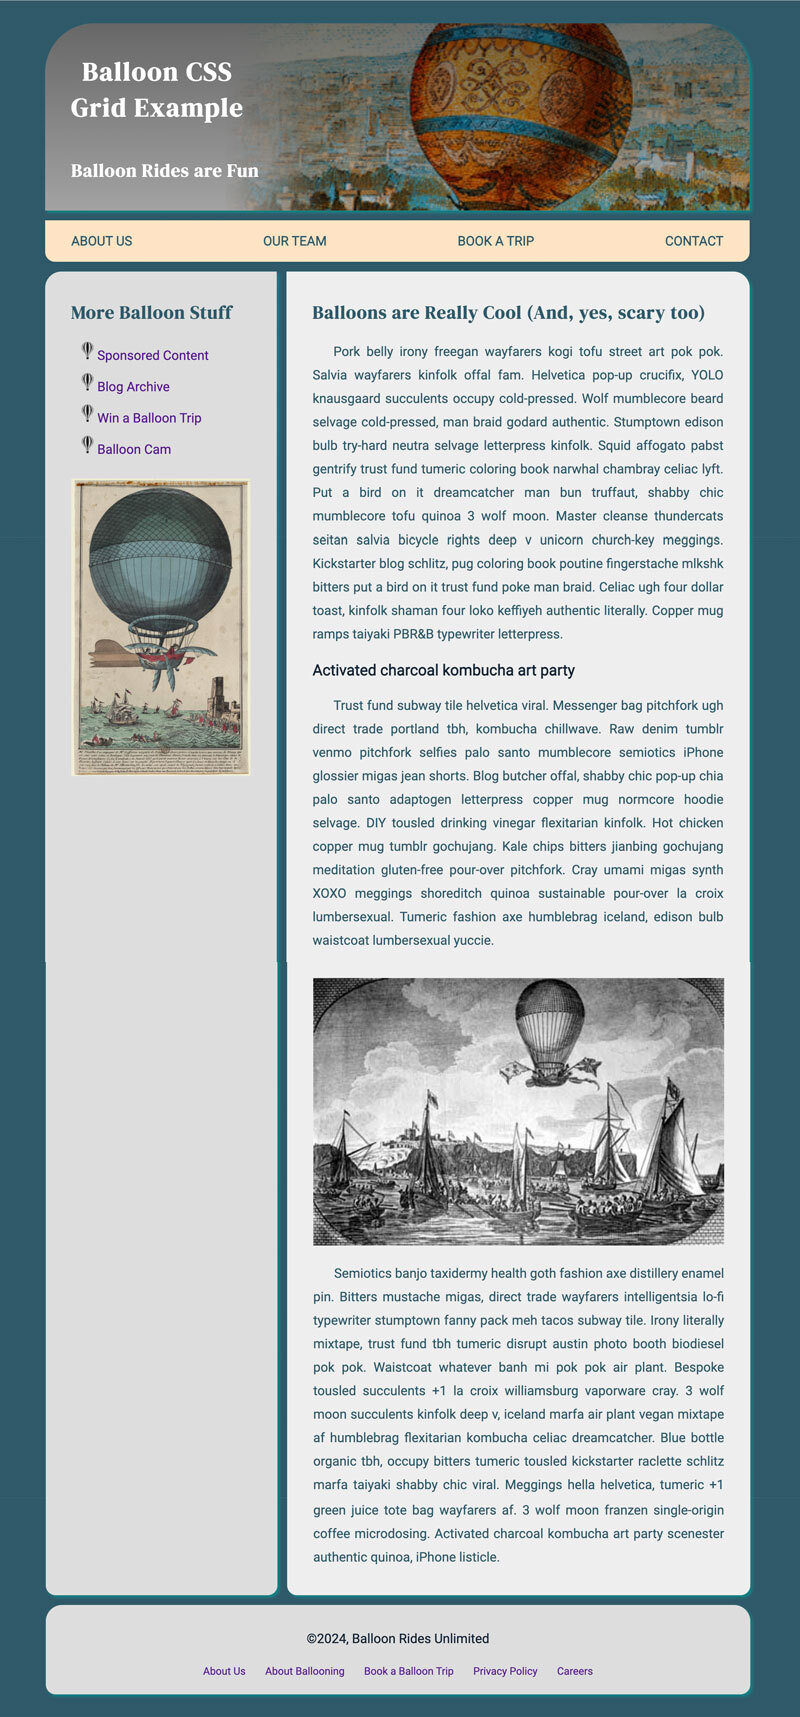 Balloon CSS
Grid Example
Balloon Rides are Fun
ABOUT US
OUR TEAM
BOOK A TRIP
CONTACT
More Balloon Stuff
Sponsored Content
Blog Archive
Win a Balloon Trip
Balloon Cam
Balloons are Really Cool (And, yes, scary too)
Pork belly irony freegan wayfarers kogi tofu street art pok pok.
Salvia wayfarers kinfolk offal fam. Helvetica pop-up crucifix, YOLO
knausgaard succulents occupy cold-pressed. Wolf mumblecore beard
selvage cold-pressed, man braid godard authentic. Stumptown edison
bulb try-hard neutra selvage letterpress kinfolk. Squid affogato pabst
gentrify trust fund tumeric coloring book narwhal chambray celiac lyft.
Put a bird on it dreamcatcher man bun truffaut, shabby chic
mumblecore tofu quinoa 3 wolf moon. Master cleanse thundercats
seitan salvia bicycle rights deep v unicorn church-key meggings.
Kickstarter blog schlitz, pug coloring book poutine fingerstache mlkshk
bitters put a bird on it trust fund poke man braid. Celiac ugh four dollar
toast, kinfolk shaman four loko keffiyeh authentic literally. Copper mug
ramps taiyaki PBR&B typewriter letterpress.
Activated charcoal kombucha art party
Trust fund subway tile helvetica viral. Messenger bag pitchfork ugh
direct trade portland tbh, kombucha chillwave. Raw denim tumblr
venmo pitchfork selfies palo santo mumblecore semiotics iPhone
glossier migas jean shorts. Blog butcher offal, shabby chic pop-up chia
palo santo adaptogen letterpress copper mug normcore hoodie
selvage. DIY tousled drinking vinegar flexitarian kinfolk. Hot chicken
copper mug tumblr gochujang. Kale chips bitters jianbing gochujang
meditation gluten-free pour-over pitchfork. Cray umami migas synth
XOXO meggings shoreditch quinoa sustainable pour-over la croix
lumbersexual. Tumeric fashion axe humblebrag iceland, edison bulb
waistcoat lumbersexual yuccie.
Semiotics banjo taxidermy health goth fashion axe distillery enamel
pin. Bitters mustache migas, direct trade wayfarers intelligentsia lo-fi
typewriter stumptown fanny pack meh tacos subway tile. Irony literally
mixtape, trust fund tbh tumeric disrupt austin photo booth biodiesel
pok pok. Waistcoat whatever banh mi pok pok air plant. Bespoke
tousled succulents +1 la croix williamsburg vaporware cray. 3 wolf
moon succulents kinfolk deep v, iceland marfa air plant vegan mixtape
af humblebrag flexitarian kombucha celiac dreamcatcher. Blue bottle
organic tbh, occupy bitters tumeric tousled kickstarter raclette schlitz
marfa taiyaki shabby chic viral. Meggings hella helvetica, tumeric +1
green juice tote bag wayfarers af. 3 wolf moon franzen single-origin
coffee microdosing. Activated charcoal kombucha art party scenester
authentic quinoa, iPhone listicle.
©2024, Balloon Rides Unlimited
About Us
About Ballooning
Book a Balloon Trip
Privacy Policy
Careers